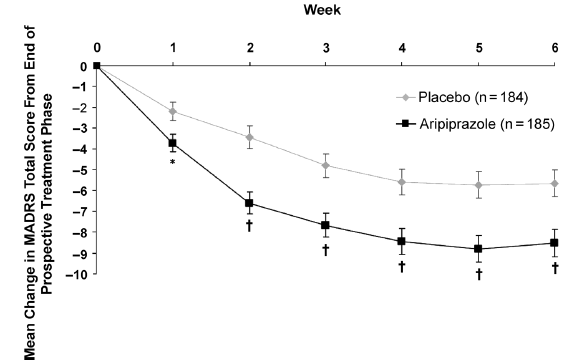 Week
0 1 2 3 4 5 6
0
−1
−2
−3
−4
−5
−6
−7
−8
−9
−10
Mean Change in MADRS Total Score From End of
Prospective Treatment Phase
Placebo (n = 184)
Aripiprazole (n = 185)
*
†
†
†
†
†